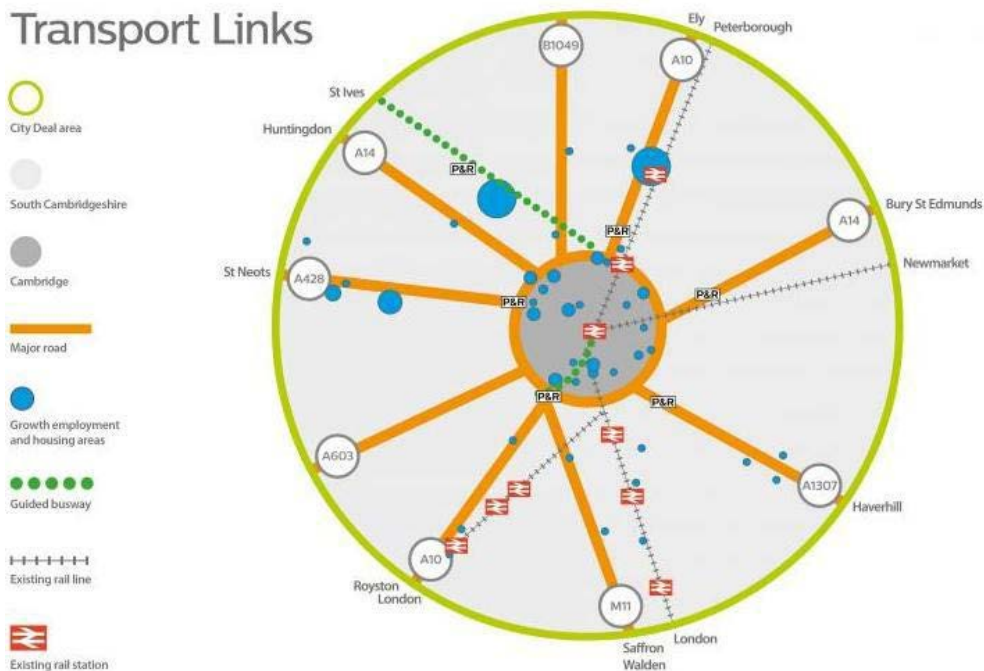 Transport Links
City Deal area
South Cambridgeshire
Cambridge
Major road
Growth employment
and housing areas
Guided busway
Existing rail line
Existing rail station
B1049
Ely
Peterborough
A10
St Ives
Huntingdon
A14
P&R
P&R
A14
Bury St Edmunds
Newmarket
St Neots
A428
P&R
P&R
P&R
P&R
A603
A1307
Haverhill
A10
Royston
London
M11
Saffron
Walden
London